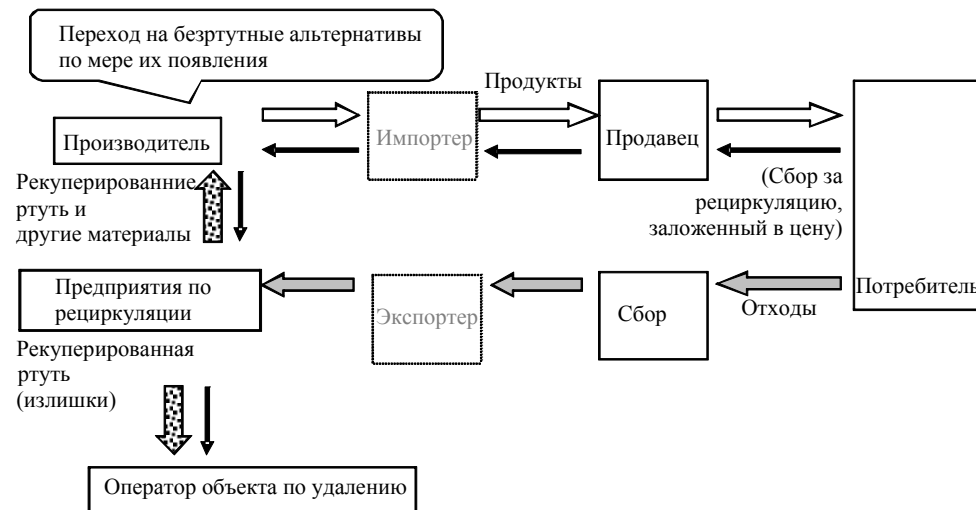 Переход на безртутные альтернативы
по мере их появления
Продукты
Производитель
Импортер
Продавец
Рекуперированние
ртуть и
другие материалы
(Сбор за
рециркуляцию,
заложенный в цену)
Предприятия по
рециркуляции
Экспортер
Сбор
Отходы
Потребитель
Рекуперированная
ртуть
(излишки)
Оператор объекта по удалению